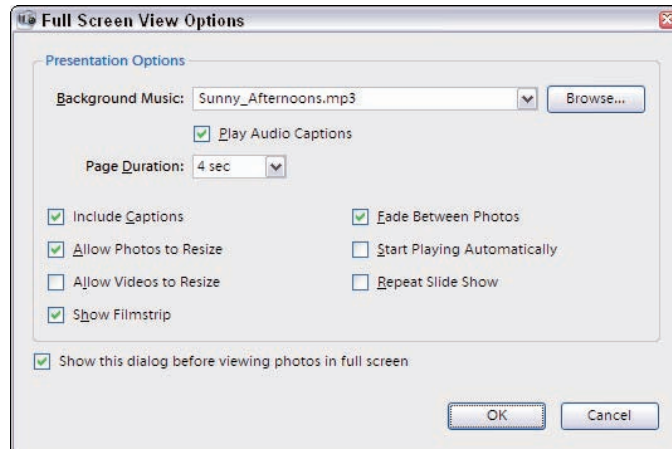 Full Screen View Options
Presentation Options
Background Music: Sunny_Afternoons.mp3 Browse...
Play Audio Captions
Page Duration: 4 sec
Include Captions Fade Between Photos
Allow Photos to Resize Start Playing Automatically
Allow Videos to Resize Repeat Slide Show
Show Filmstrip
Show this dialog before viewing photos in full screen
OK Cancel